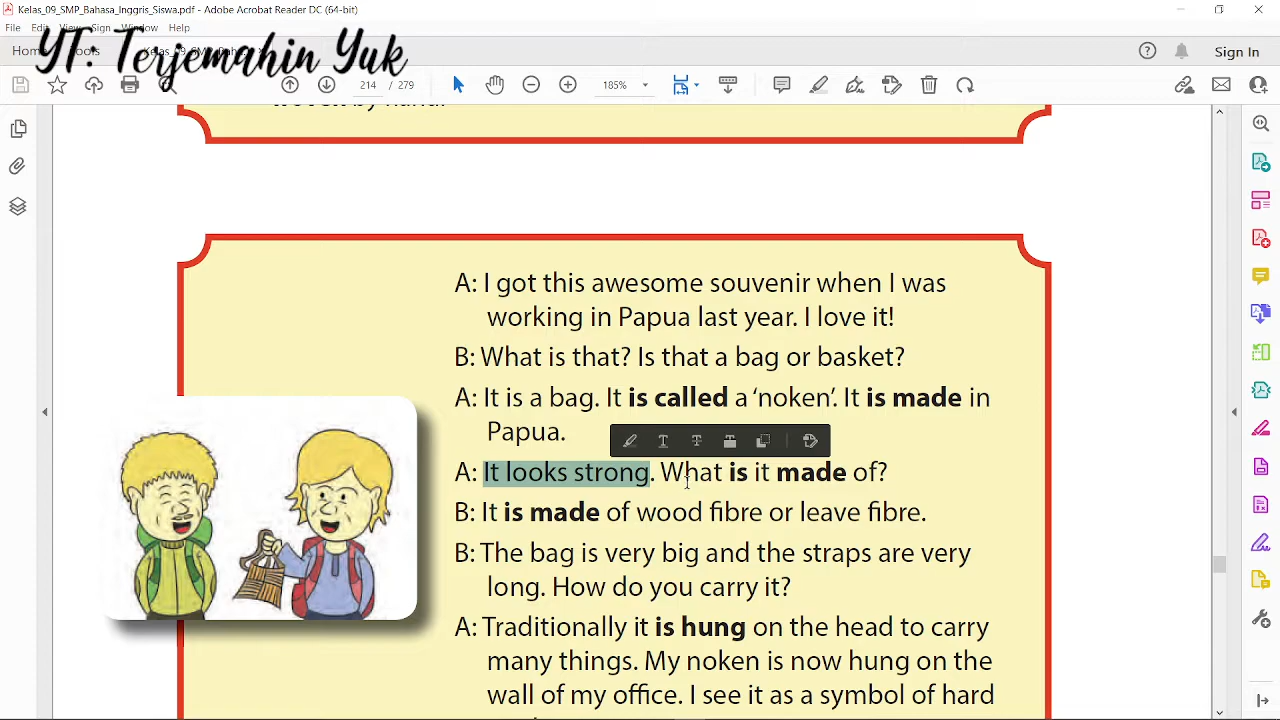 Kelas_09_SMP_Bahasa_Inggris_Siswa.pdf - Adobe Acrobat Reader DC (64-bit)
File Edit View Sign Window Help
YT: Terjemahin Yuk
Sign In
214 / 279
185%
A: I got this awesome souvenir when I was
working in Papua last year. I love it!
B: What is that? Is that a bag or basket?
A: It is a bag. It is called a ‘noken’. It is made in
Papua.
A: It looks strong. What is it made of?
B: It is made of wood fibre or leave fibre.
B: The bag is very big and the straps are very
long. How do you carry it?
A: Traditionally it is hung on the head to carry
many things. My noken is now hung on the
wall of my office. I see it as a symbol of hard